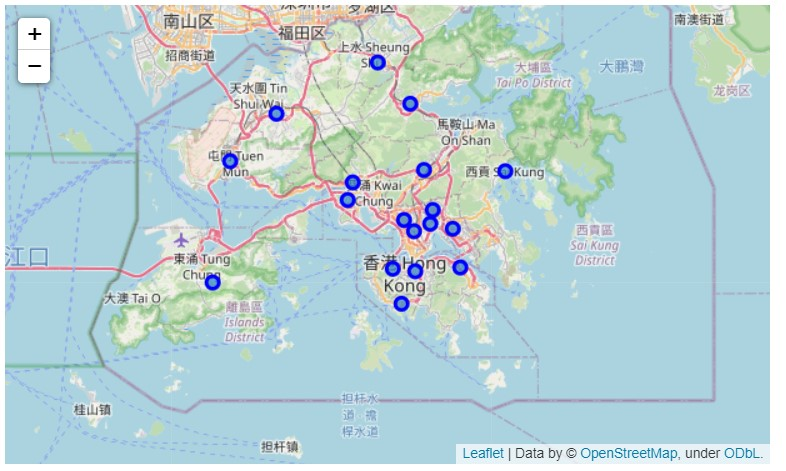 +
−
南山区
福田区
招商街道
上水 Sheung
南澳街道
大鹏灣
大埔區
Tai Po District
龙岗区
天水圍 Tin
Shui Wai
馬鞍山 Ma
On Shan
屯門 Tuen
Mun
西貢 Kung
涌 Kwai
Chung
西貢區
Sai Kung
District
江口
東涌 Tung
Chung
香港 Hong
Kong
大澳 Tai O
離島區
Islands
District
桂山镇
担杆水
道
担杆镇
Leaflet | Data by © OpenStreetMap, under ODbL.